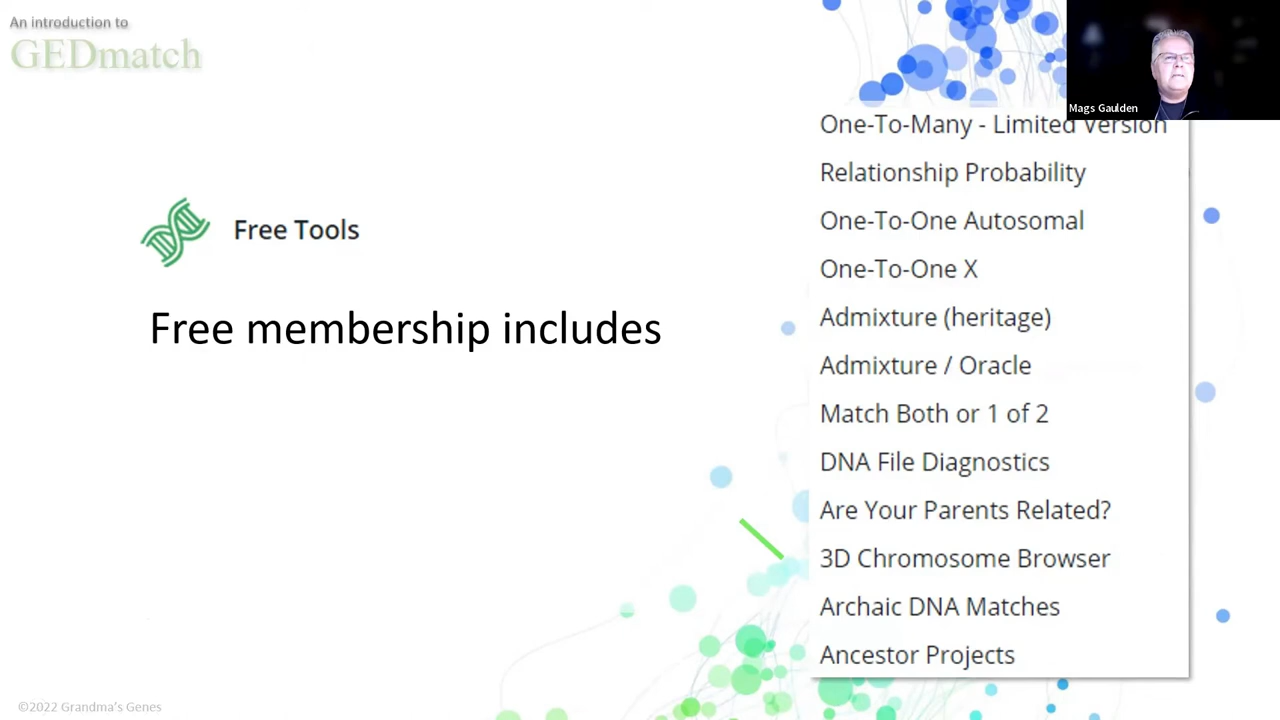 An introduction to
GEDmatch
Mags Gaulden
Free Tools
Free membership includes
One-To-Many - Limited Version
Relationship Probability
One-To-One Autosomal
One-To-One X
Admixture (heritage)
Admixture / Oracle
Match Both or 1 of 2
DNA File Diagnostics
Are Your Parents Related?
3D Chromosome Browser
Archaic DNA Matches
Ancestor Projects
©2022 Grandma's Genes